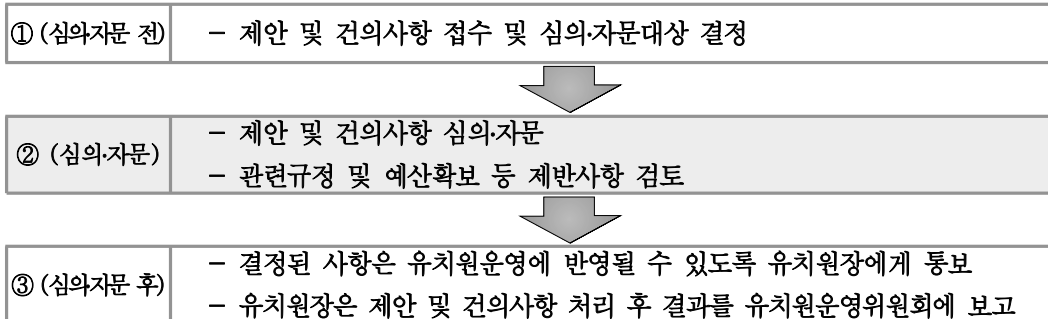 ① (심의·자문 전) – 제안 및 건의사항 접수 및 심의·자문대상 결정
② (심의·자문) – 제안 및 건의사항 심의·자문
– 관련규정 및 예산확보 등 제반사항 검토
③ (심의·자문 후) – 결정된 사항은 유치원운영에 반영될 수 있도록 유치원장에게 통보
– 유치원장은 제안 및 건의사항 처리 후 결과를 유치원운영위원회에 보고